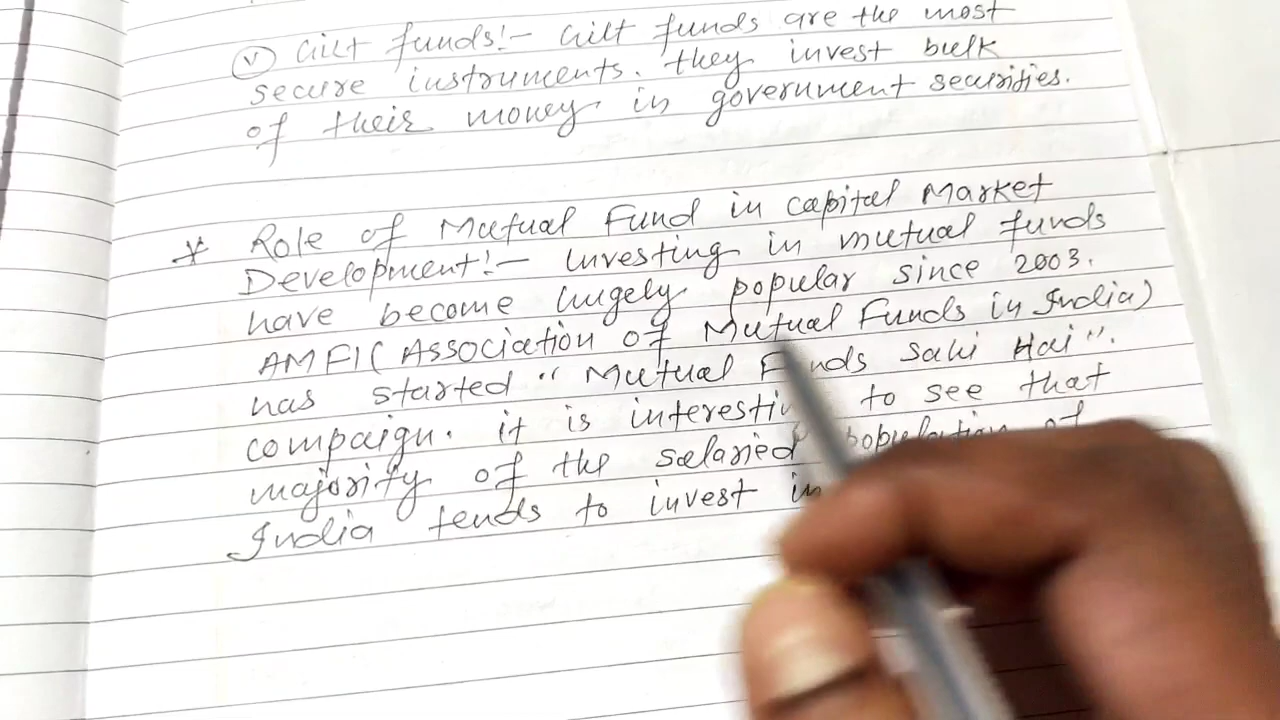 (v) Gilt funds:- Gilt funds are the most
secure instruments. they invest bulk
of their money in government securities.
* Role of Mutual Fund in capital Market
Development:- Investing in mutual funds
have become hugely popular since 2003.
AMFI (Association of Mutual Funds in India)
has started "Mutual Funds Sahi Hai".
compaign. it is interesting to see that
majority of the salaried population of
India tends to invest in